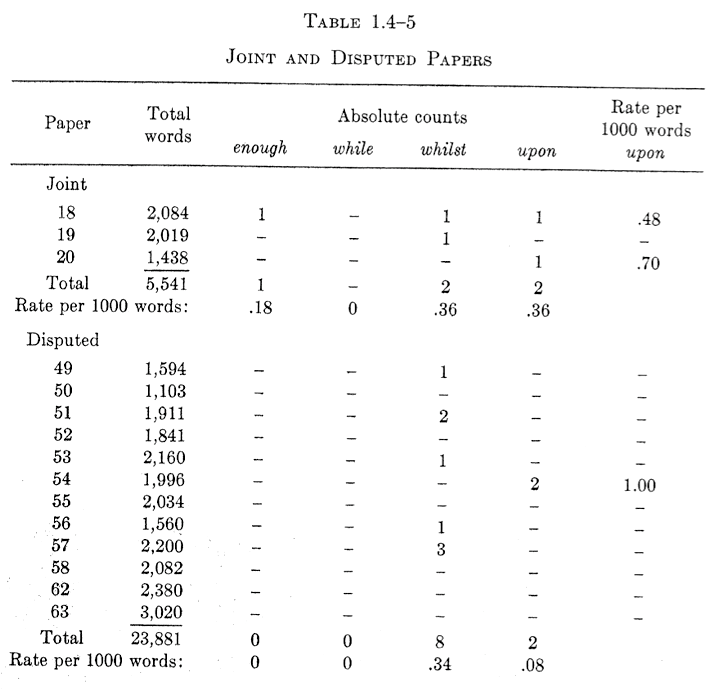 TABLE 1.4–5
JOINT AND DISPUTED PAPERS
Paper Total words Absolute counts Rate per 1000 words
enough while whilst upon upon
Joint
18 2,084 1 – 1 1 .48
19 2,019 – – 1 – –
20 1,438 – – – 1 .70
Total 5,541 1 – 2 2
Rate per 1000 words: .18 0 .36 .36
Disputed
49 1,594 – – 1 – –
50 1,103 – – – – –
51 1,911 – – 2 – –
52 1,841 – – – – –
53 2,160 – – 1 – –
54 1,996 – – – 2 1.00
55 2,034 – – – – –
56 1,560 – – 1 – –
57 2,200 – – 3 – –
58 2,082 – – – – –
62 2,380 – – – – –
63 3,020 – – – – –
Total 23,881 0 0 8 2
Rate per 1000 words: 0 0 .34 .08